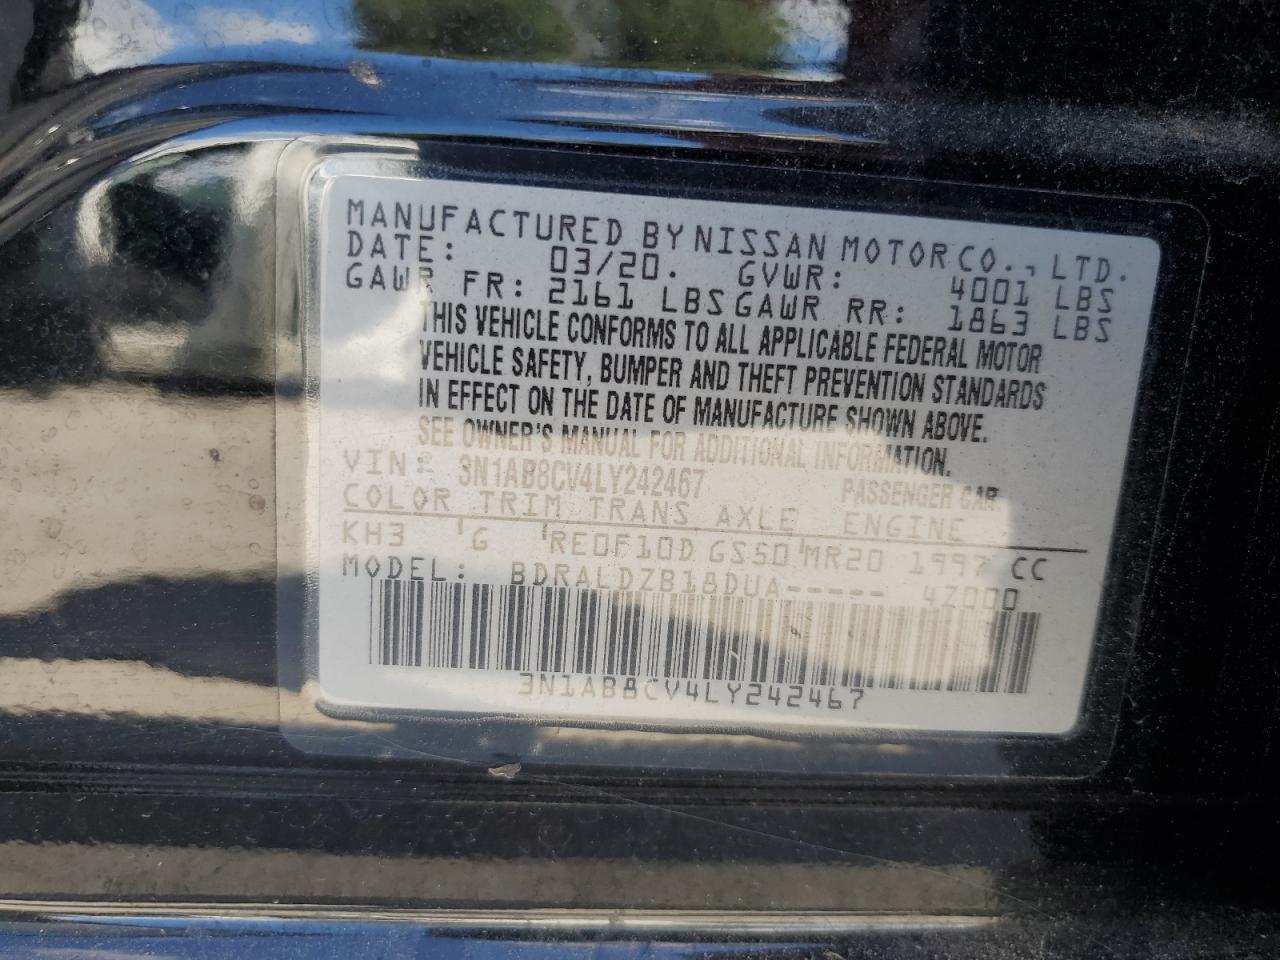 MANUFACTURED BY NISSAN MOTOR CO., LTD.
DATE: 03/20. GVWR: 4001 LBS
GAWR FR: 2161 LBS GAWR RR: 1863 LBS
THIS VEHICLE CONFORMS TO ALL APPLICABLE FEDERAL MOTOR
VEHICLE SAFETY, BUMPER AND THEFT PREVENTION STANDARDS
IN EFFECT ON THE DATE OF MANUFACTURE SHOWN ABOVE.
SEE OWNER'S MANUAL FOR ADDITIONAL INFORMATION.
VIN: 3N1AB8CV4LY242467 PASSENGER CAR
COLOR TRIM TRANS AXLE ENGINE
KH3 'G 'RE0F10D GS50 'MR20 1997 CC
MODEL: BDRALDZB18DUA----- 4Z000
3N1AB8CV4LY242467